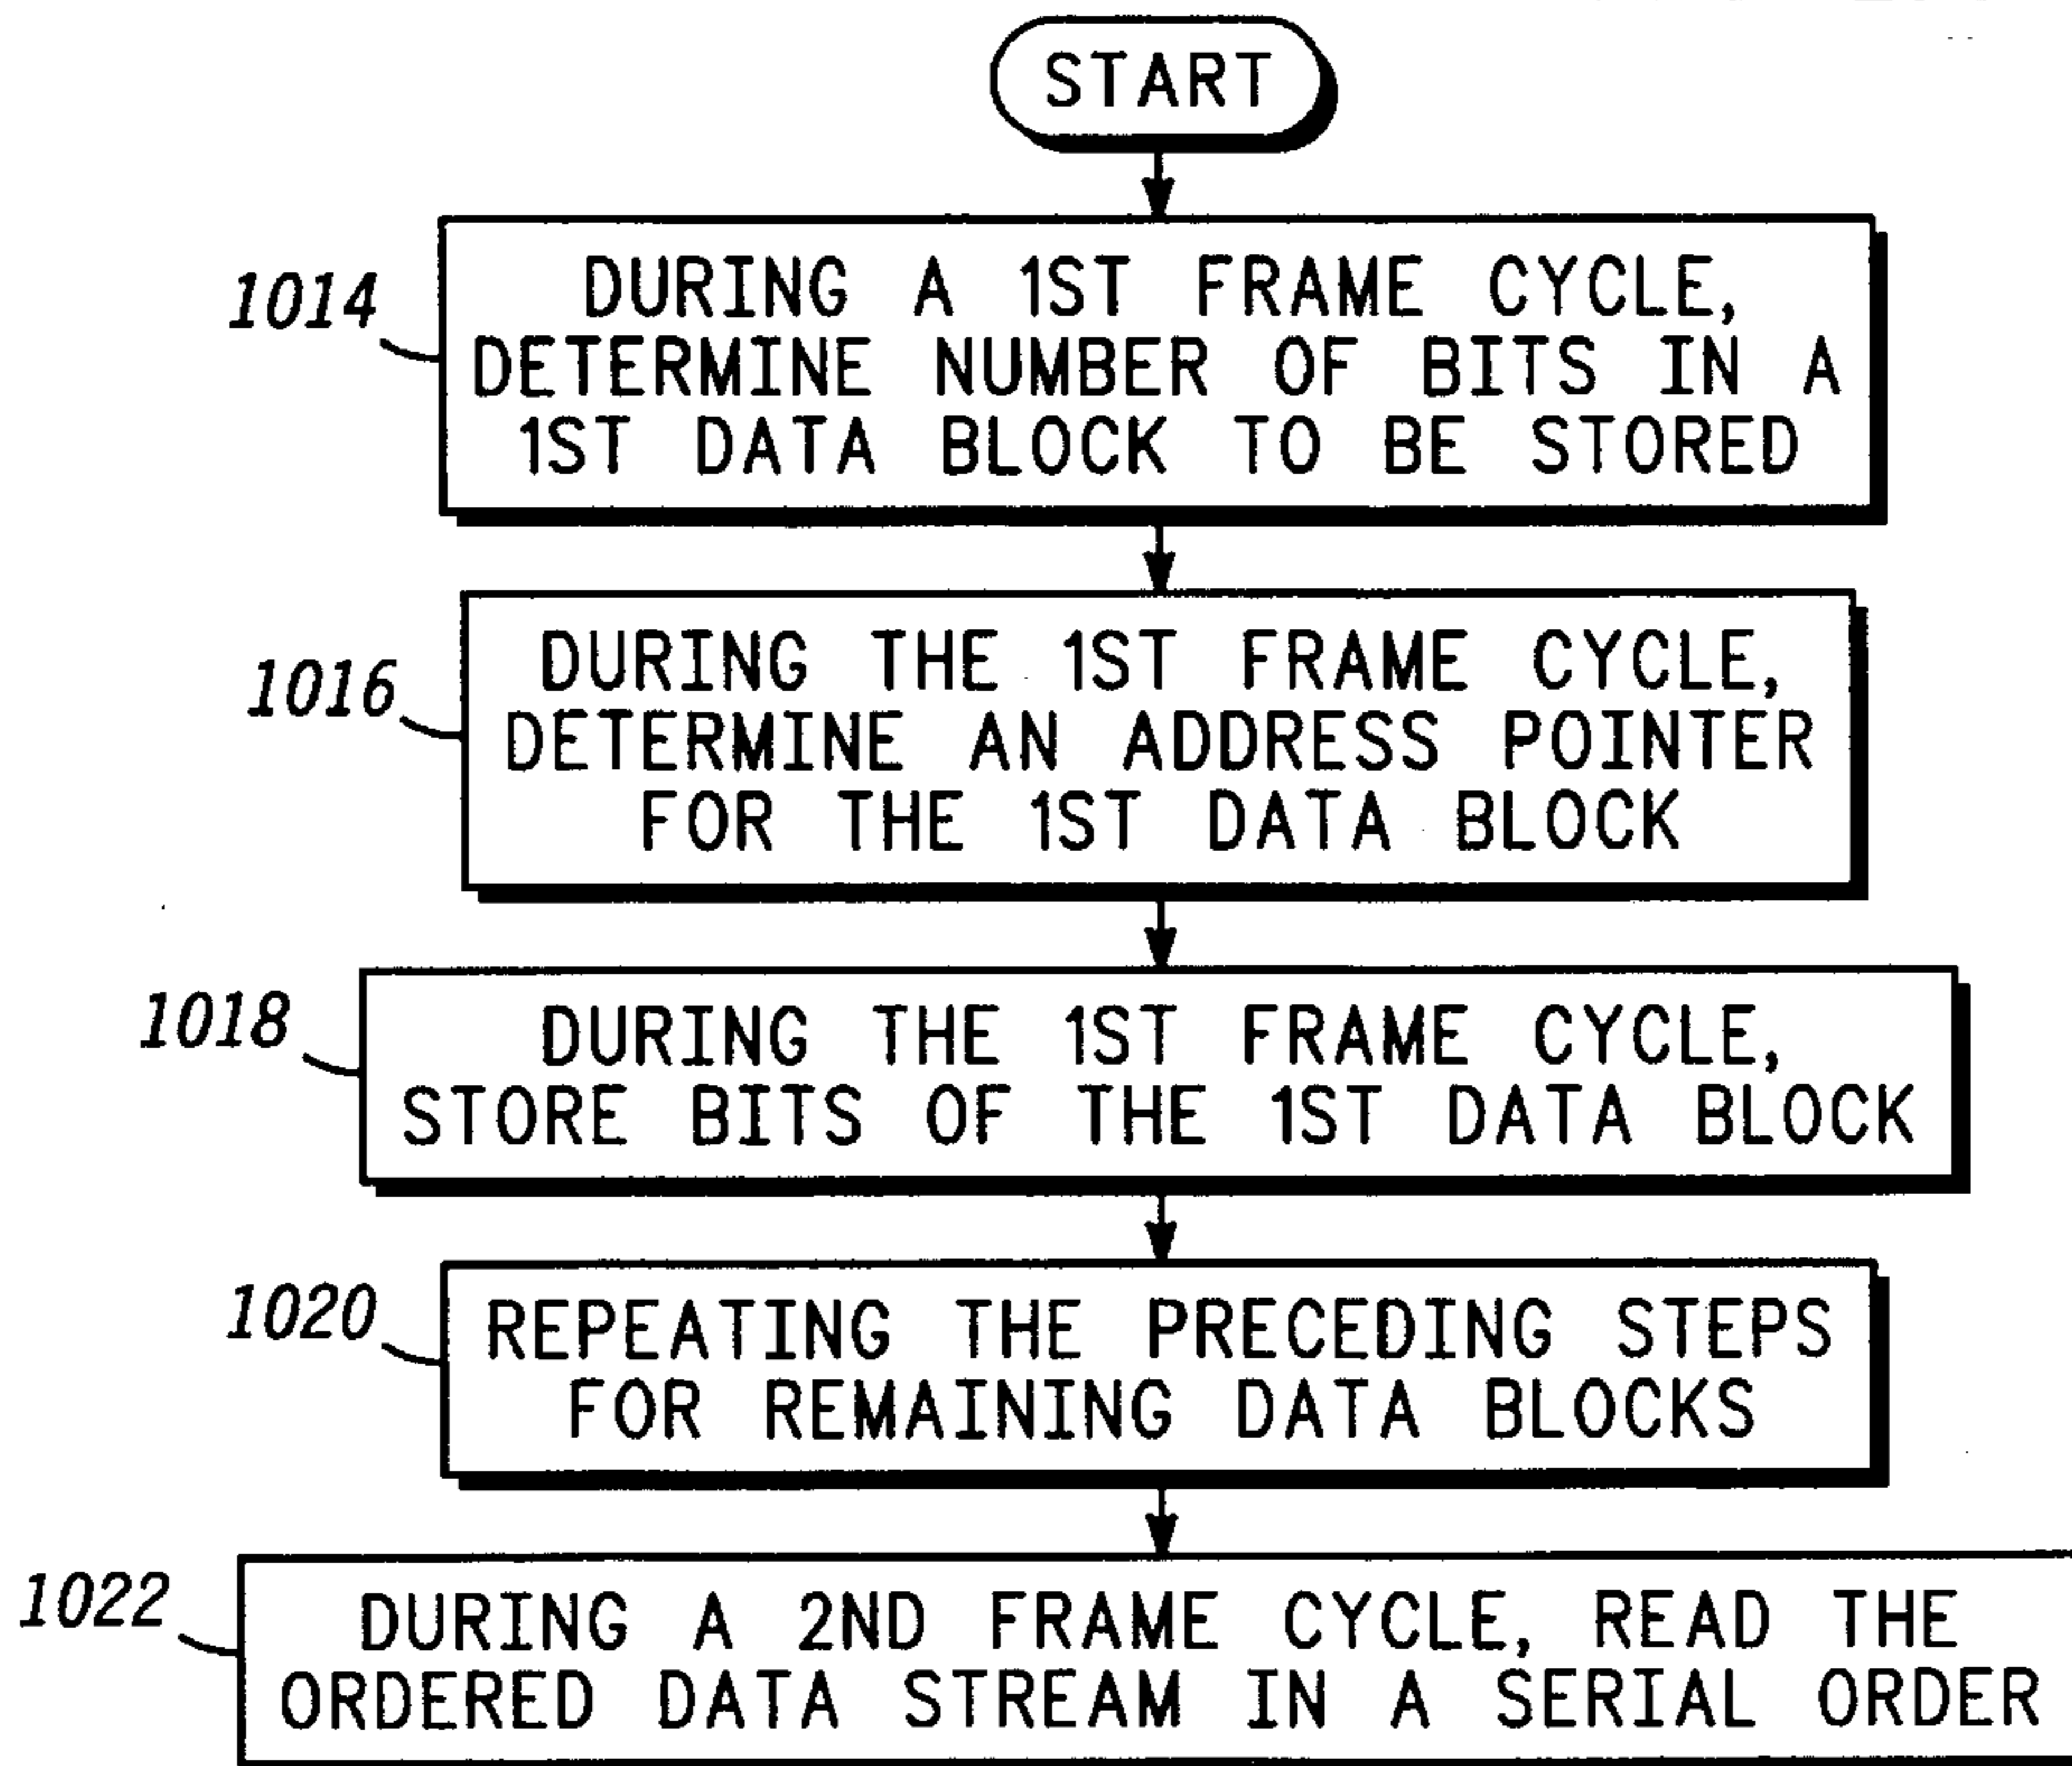 START
1014
DURING A 1ST FRAME CYCLE,
DETERMINE NUMBER OF BITS IN A
1ST DATA BLOCK TO BE STORED
1016
DURING THE 1ST FRAME CYCLE,
DETERMINE AN ADDRESS POINTER
FOR THE 1ST DATA BLOCK
1018
DURING THE 1ST FRAME CYCLE,
STORE BITS OF THE 1ST DATA BLOCK
1020
REPEATING THE PRECEDING STEPS
FOR REMAINING DATA BLOCKS
1022
DURING A 2ND FRAME CYCLE, READ THE
ORDERED DATA STREAM IN A SERIAL ORDER